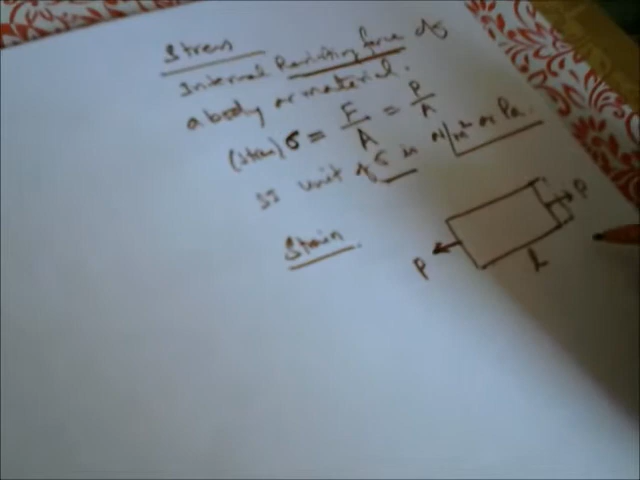 Stress
Internal Resisting force of
a body or material.
(Stress) σ = F/A = P/A
SI unit of σ is N/m² or Pa.
Strain
P
P
L